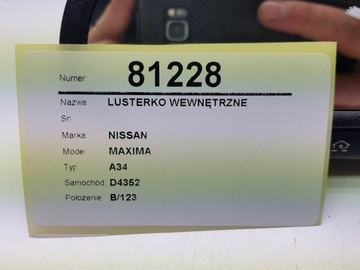 Numer 81228
Nazwa LUSTERKO WEWNĘTRZNE
Sn
Marka NISSAN
Model MAXIMA
Typ A34
Samochód D4352
Położenie B/123